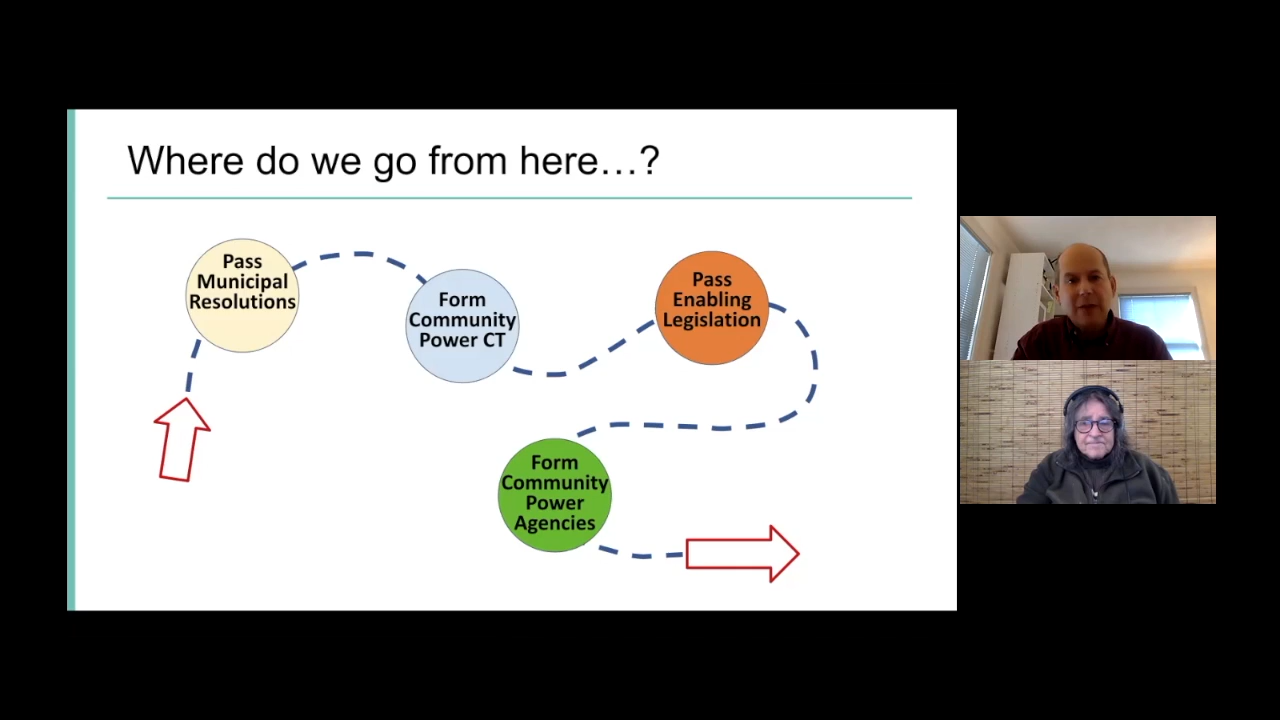 Where do we go from here…?
Pass
Municipal
Resolutions
Form
Community
Power CT
Pass
Enabling
Legislation
Form
Community
Power
Agencies